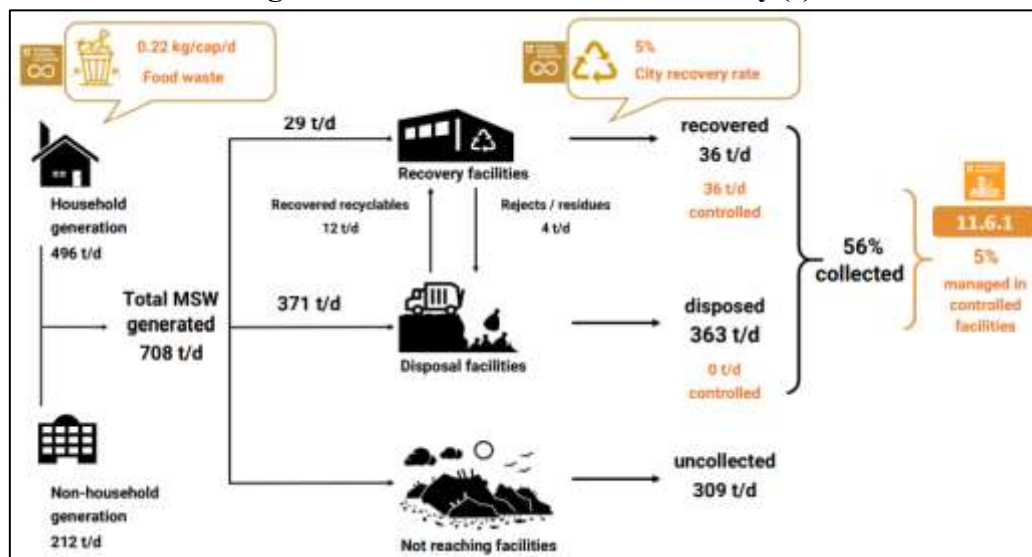 0.22 kg/cap/d
Food waste
5%
City recovery rate
29 t/d
Recovery facilities
recovered
36 t/d
36 t/d
controlled
Household
generation
496 t/d
Recovered recyclables
12 t/d
Rejects / residues
4 t/d
11.6.1
5%
managed in
controlled
facilities
56%
collected
Total MSW
generated
708 t/d
371 t/d
Disposal facilities
disposed
363 t/d
0 t/d
controlled
Non-household
generation
212 t/d
Not reaching facilities
uncollected
309 t/d